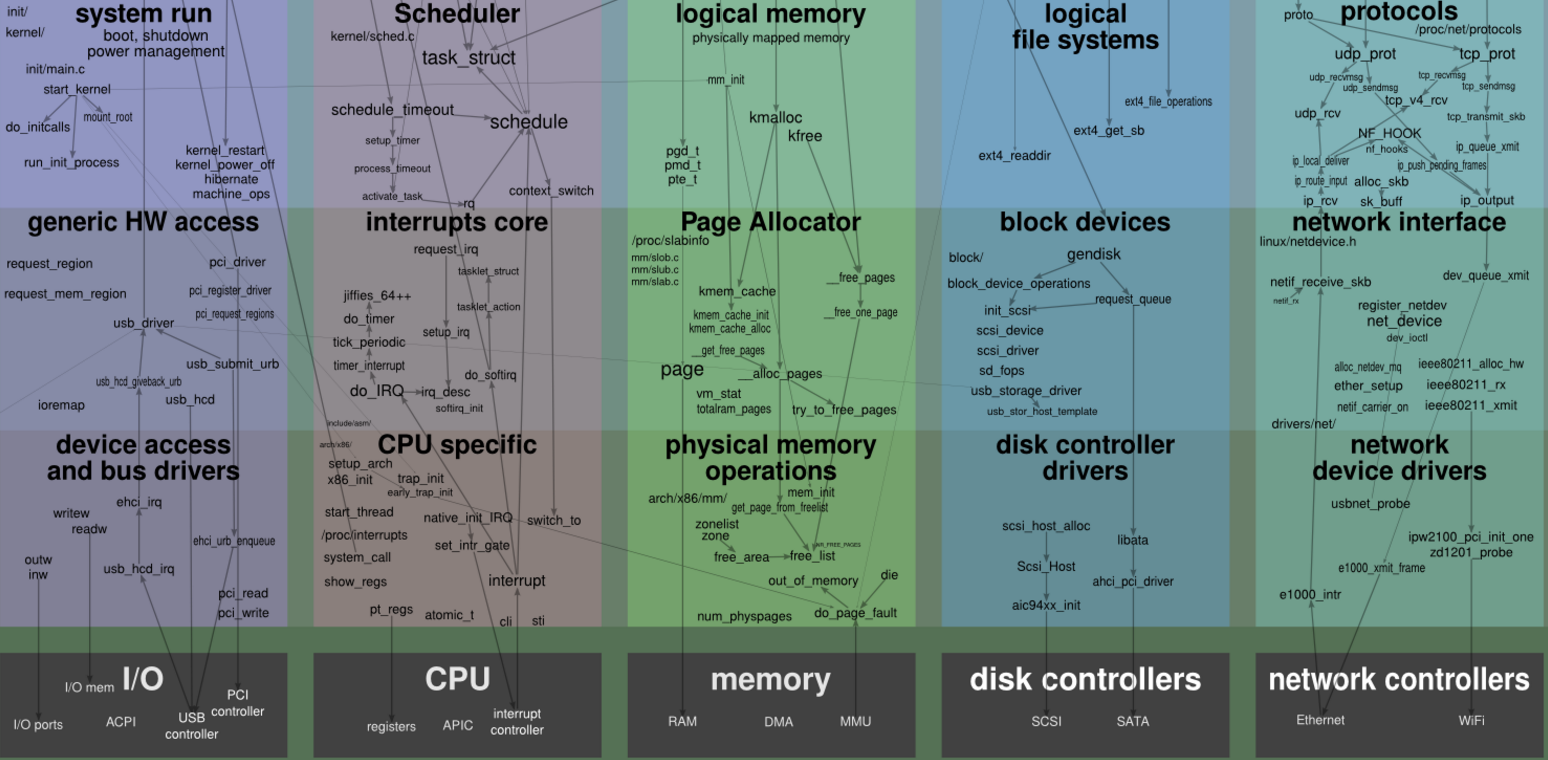 init/
kernel/
system run
boot, shutdown
power management
init/main.c
start_kernel
mount_root
do_initcalls
run_init_process
kernel_restart
kernel_power_off
hibernate
machine_ops
generic HW access
request_region
pci_driver
request_mem_region
pci_register_driver
pci_request_regions
usb_driver
usb_submit_urb
usb_hcd_giveback_urb
usb_hcd
ioremap
device access
and bus drivers
ehci_irq
writew
readw
ehci_urb_enqueue
outw
inw
usb_hcd_irq
pci_read
pci_write
I/O
I/O mem
PCI
controller
I/O ports
ACPI
USB
controller
Scheduler
kernel/sched.c
task_struct
schedule_timeout
schedule
setup_timer
process_timeout
activate_task
context_switch
rq
interrupts core
request_irq
tasklet_struct
jiffies_64++
tasklet_action
do_timer
setup_irq
tick_periodic
timer_interrupt
do_softirq
do_IRQ
irq_desc
softirq_init
include/asm/
arch/x86/
CPU specific
setup_arch
x86_init
trap_init
early_trap_init
start_thread
native_init_IRQ
switch_to
/proc/interrupts
set_intr_gate
system_call
show_regs
interrupt
pt_regs
atomic_t
cli
sti
CPU
registers
APIC
interrupt
controller
logical memory
physically mapped memory
mm_init
kmalloc
kfree
pgd_t
pmd_t
pte_t
Page Allocator
/proc/slabinfo
mm/slob.c
mm/slub.c
mm/slab.c
__free_pages
kmem_cache
kmem_cache_init
kmem_cache_alloc
__free_one_page
__get_free_pages
page
__alloc_pages
vm_stat
totalram_pages
try_to_free_pages
physical memory
operations
arch/x86/mm/
mem_init
get_page_from_freelist
zonelist
zone
free_area
free_list
out_of_memory
die
num_physpages
do_page_fault
memory
RAM
DMA
MMU
logical
file systems
ext4_file_operations
ext4_get_sb
ext4_readdir
block devices
block/
gendisk
block_device_operations
request_queue
init_scsi
scsi_device
scsi_driver
sd_fops
usb_storage_driver
usb_stor_host_template
disk controller
drivers
scsi_host_alloc
libata
Scsi_Host
ahci_pci_driver
aic94xx_init
disk controllers
SCSI
SATA
protocols
proto
/proc/net/protocols
udp_prot
tcp_prot
udp_recvmsg
udp_sendmsg
tcp_recvmsg
tcp_sendmsg
udp_rcv
tcp_v4_rcv
tcp_transmit_skb
NF_HOOK
nf_hooks
ip_queue_xmit
ip_local_deliver
ip_push_pending_frames
ip_route_input
alloc_skb
ip_rcv
sk_buff
ip_output
network interface
linux/netdevice.h
dev_queue_xmit
netif_receive_skb
netif_rx
register_netdev
net_device
dev_ioctl
alloc_netdev_mq
ieee80211_alloc_hw
ether_setup
ieee80211_rx
netif_carrier_on
ieee80211_xmit
drivers/net/
network
device drivers
usbnet_probe
ipw2100_pci_init_one
zd1201_probe
e1000_xmit_frame
e1000_intr
network controllers
Ethernet
WiFi